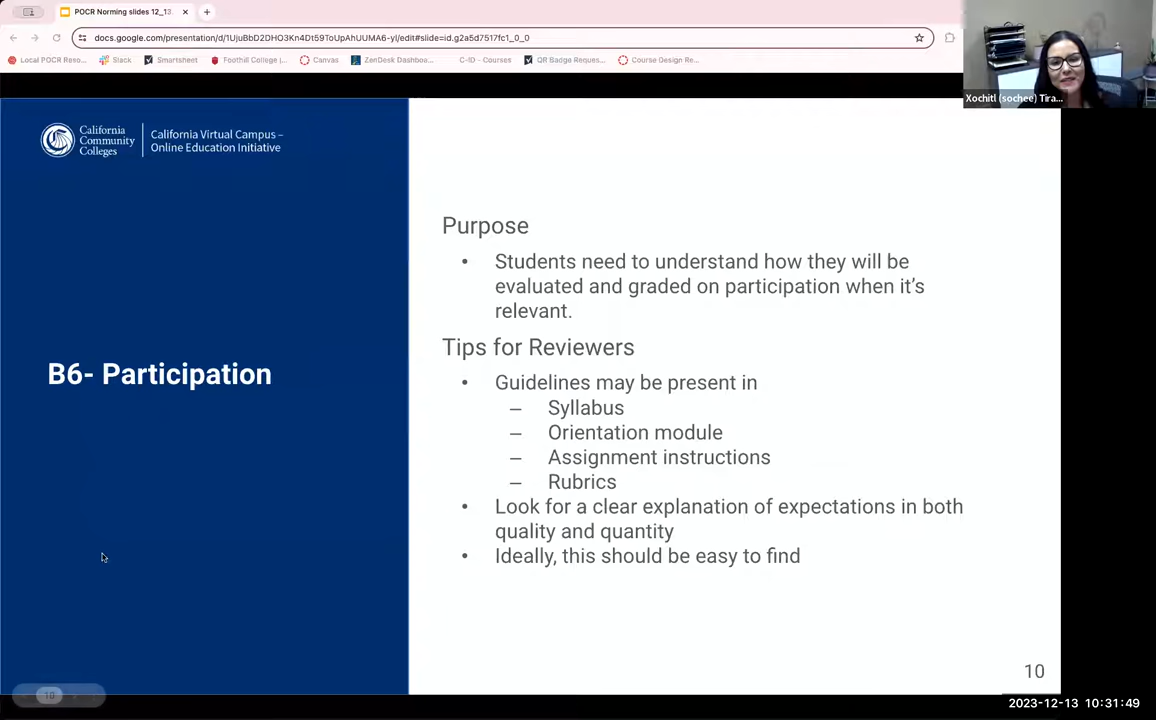 POCR Norming slides 12_13
docs.google.com/presentation/d/1UjuBbD2DHO3Kn4Dt59ToUpAhUUMA6-yI/edit#slide=id.g2a5d7517fc1_0_0
Local POCR Reso... Slack Smartsheet Foothill College (... Canvas ZenDesk Dashboa... C-ID - Courses QR Badge Reques... Course Design Re...
Xochitl (sochee) Tira...
California
Community
Colleges
California Virtual Campus –
Online Education Initiative
B6- Participation
Purpose
• Students need to understand how they will be
evaluated and graded on participation when it’s
relevant.
Tips for Reviewers
• Guidelines may be present in
– Syllabus
– Orientation module
– Assignment instructions
– Rubrics
• Look for a clear explanation of expectations in both
quality and quantity
• Ideally, this should be easy to find
10
10
2023-12-13 10:31:49